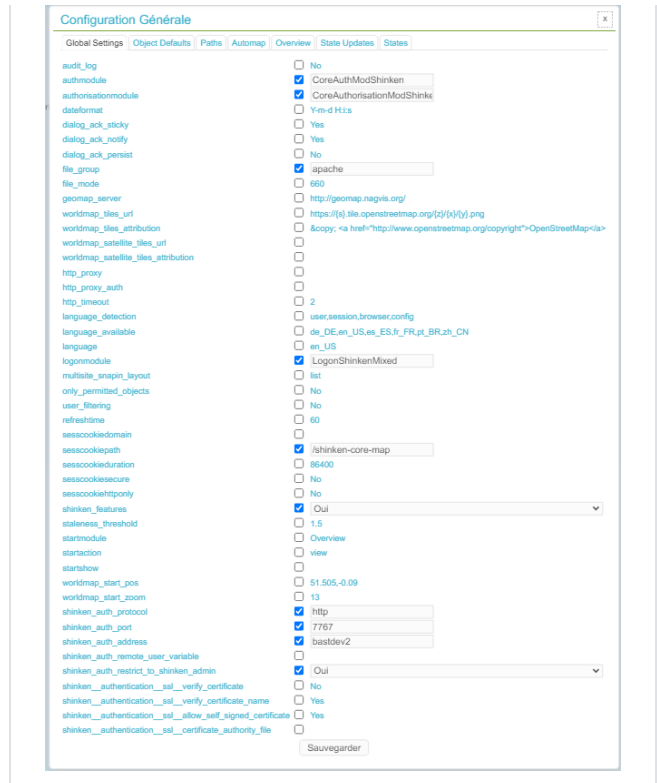 Configuration Générale
x
Global Settings Object Defaults Paths Automap Overview State Updates States
audit_log No
authmodule CoreAuthModShinken
authorisationmodule CoreAuthorisationModShinke
dateformat Y-m-d H:i:s
dialog_ack_sticky Yes
dialog_ack_notify Yes
dialog_ack_persist No
file_group apache
file_mode 660
geomap_server http://geomap.nagvis.org/
worldmap_tiles_url https://{s}.tile.openstreetmap.org/{z}/{x}/{y}.png
worldmap_tiles_attribution &copy; <a href="http://www.openstreetmap.org/copyright">OpenStreetMap</a>
worldmap_satellite_tiles_url
worldmap_satellite_tiles_attribution
http_proxy
http_proxy_auth
http_timeout 2
language_detection user,session,browser,config
language_available de_DE,en_US,es_ES,fr_FR,pt_BR,zh_CN
language en_US
logonmodule LogonShinkenMixed
multisite_snapin_layout list
only_permitted_objects No
user_filtering No
refreshtime 60
sesscookiedomain
sesscookiepath /shinken-core-map
sesscookieduration 86400
sesscookiesecure No
sesscookiehttponly No
shinken_features Oui
staleness_threshold 1.5
startmodule Overview
startaction view
startshow
worldmap_start_pos 51.505,-0.09
worldmap_start_zoom 13
shinken_auth_protocol http
shinken_auth_port 7767
shinken_auth_address bastdev2
shinken_auth_remote_user_variable
shinken_auth_restrict_to_shinken_admin Oui
shinken__authentication__ssl__verify_certificate No
shinken__authentication__ssl__verify_certificate_name Yes
shinken__authentication__ssl__allow_self_signed_certificate Yes
shinken__authentication__ssl__certificate_authority_file
Sauvegarder